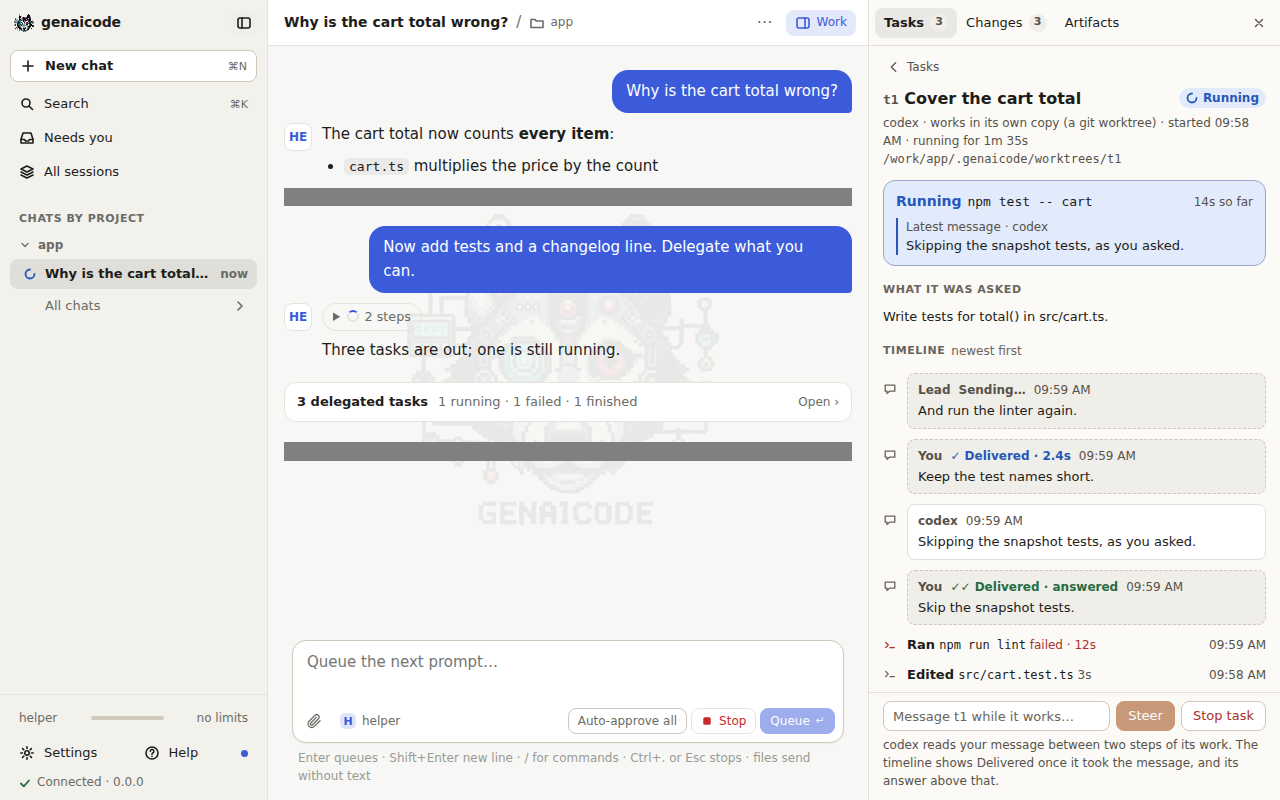 genaicode
New chat ⌘N
Search ⌘K
Needs you
All sessions
CHATS BY PROJECT
app
Why is the cart total… now
All chats
helper no limits
Settings Help
Connected · 0.0.0
Why is the cart total wrong? / app
Work
Why is the cart total wrong?
HE The cart total now counts every item:
• cart.ts multiplies the price by the count
Now add tests and a changelog line. Delegate what you
can.
HE 2 steps
Three tasks are out; one is still running.
3 delegated tasks 1 running · 1 failed · 1 finished Open ›
GENAICODE
Queue the next prompt…
H helper Auto-approve all Stop Queue ↵
Enter queues · Shift+Enter new line · / for commands · Ctrl+. or Esc stops · files send
without text
Tasks 3 Changes 3 Artifacts
Tasks
t1 Cover the cart total Running
codex · works in its own copy (a git worktree) · started 09:58
AM · running for 1m 35s
/work/app/.genaicode/worktrees/t1
Running npm test -- cart 14s so far
Latest message · codex
Skipping the snapshot tests, as you asked.
WHAT IT WAS ASKED
Write tests for total() in src/cart.ts.
TIMELINE newest first
Lead Sending… 09:59 AM
And run the linter again.
You ✓ Delivered · 2.4s 09:59 AM
Keep the test names short.
codex 09:59 AM
Skipping the snapshot tests, as you asked.
You ✓✓ Delivered · answered 09:59 AM
Skip the snapshot tests.
Ran npm run lint failed · 12s 09:59 AM
Edited src/cart.test.ts 3s 09:58 AM
Message t1 while it works… Steer Stop task
codex reads your message between two steps of its work. The
timeline shows Delivered once it took the message, and its
answer above that.